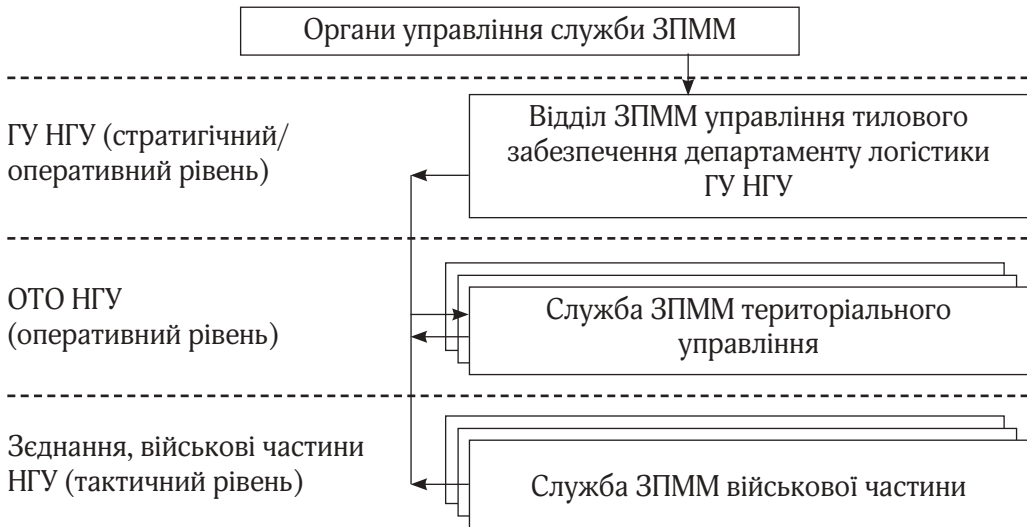 Органи управління служби ЗПММ
ГУ НГУ (стратигічний/
оперативний рівень)
Відділ ЗПММ управління тилового
забезпечення департаменту логістики
ГУ НГУ
ОТО НГУ
(оперативний рівень)
Служба ЗПММ територіального
управління
Зєднання, військові частини
НГУ (тактичний рівень)
Служба ЗПММ військової частини